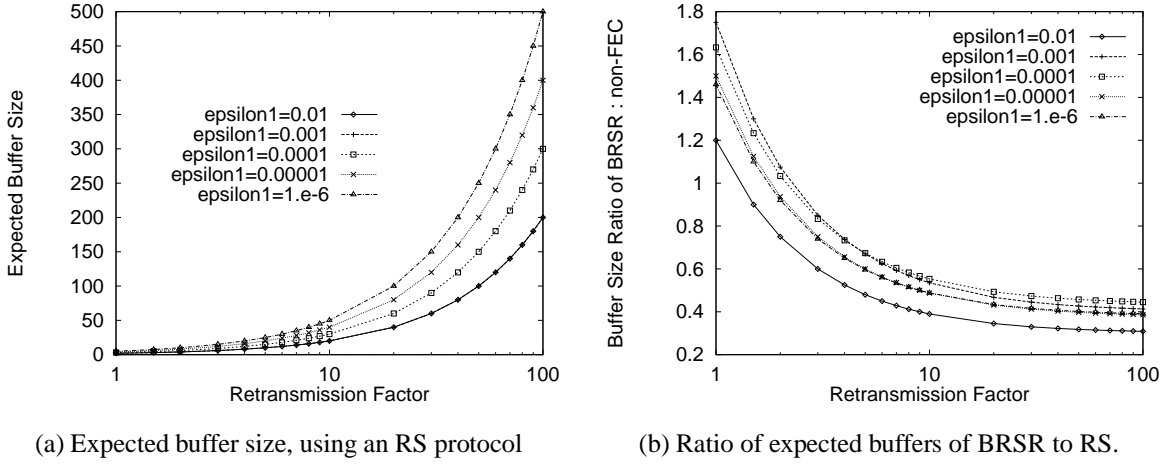 500
450
400
350
300
250
200
150
100
50
0
Expected Buffer Size
epsilon1=0.01
epsilon1=0.001
epsilon1=0.0001
epsilon1=0.00001
epsilon1=1.e-6
1
10
100
Retransmission Factor
(a) Expected buffer size, using an RS protocol
1.8
1.6
1.4
1.2
1
0.8
0.6
0.4
0.2
Buffer Size Ratio of BRSR : non-FEC
epsilon1=0.01
epsilon1=0.001
epsilon1=0.0001
epsilon1=0.00001
epsilon1=1.e-6
1
10
100
Retransmission Factor
(b) Ratio of expected buffers of BRSR to RS.